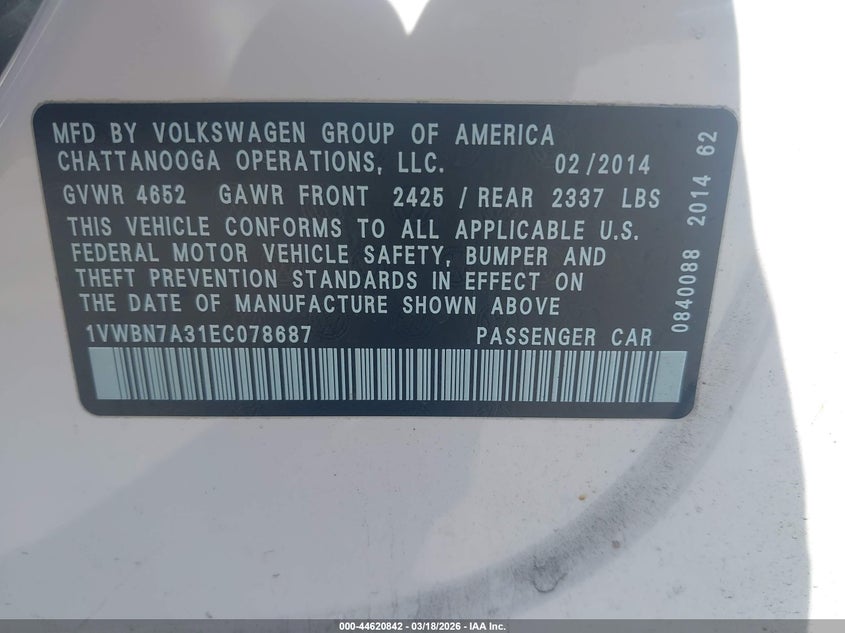 MFD BY VOLKSWAGEN GROUP OF AMERICA
CHATTANOOGA OPERATIONS, LLC. 02/2014
GVWR 4652 GAWR FRONT 2425 / REAR 2337 LBS
THIS VEHICLE CONFORMS TO ALL APPLICABLE U.S.
FEDERAL MOTOR VEHICLE SAFETY, BUMPER AND
THEFT PREVENTION STANDARDS IN EFFECT ON
THE DATE OF MANUFACTURE SHOWN ABOVE
1VWBN7A31EC078687 PASSENGER CAR
0840088 2014 62
000-44620842 - 03/18/2026 - IAA Inc.